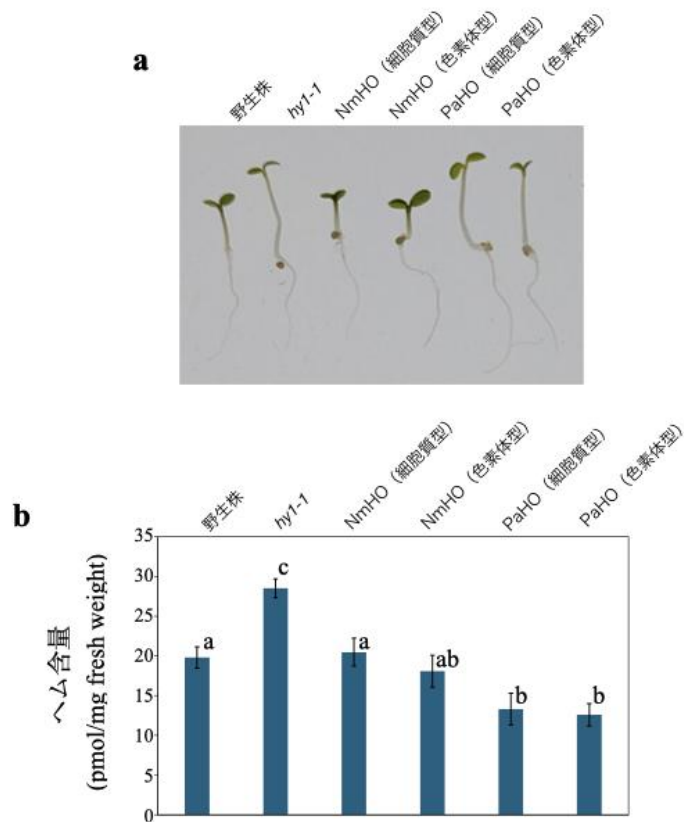 a
野生株
hy1-1
NmHO（細胞質型）
NmHO（色素体型）
PaHO（細胞質型）
PaHO（色素体型）
b
野生株
hy1-1
NmHO（細胞質型）
NmHO（色素体型）
PaHO（細胞質型）
PaHO（色素体型）
ヘム含量
(pmol/mg fresh weight)
35
30
25
20
15
10
5
0
a
c
a
ab
b
b